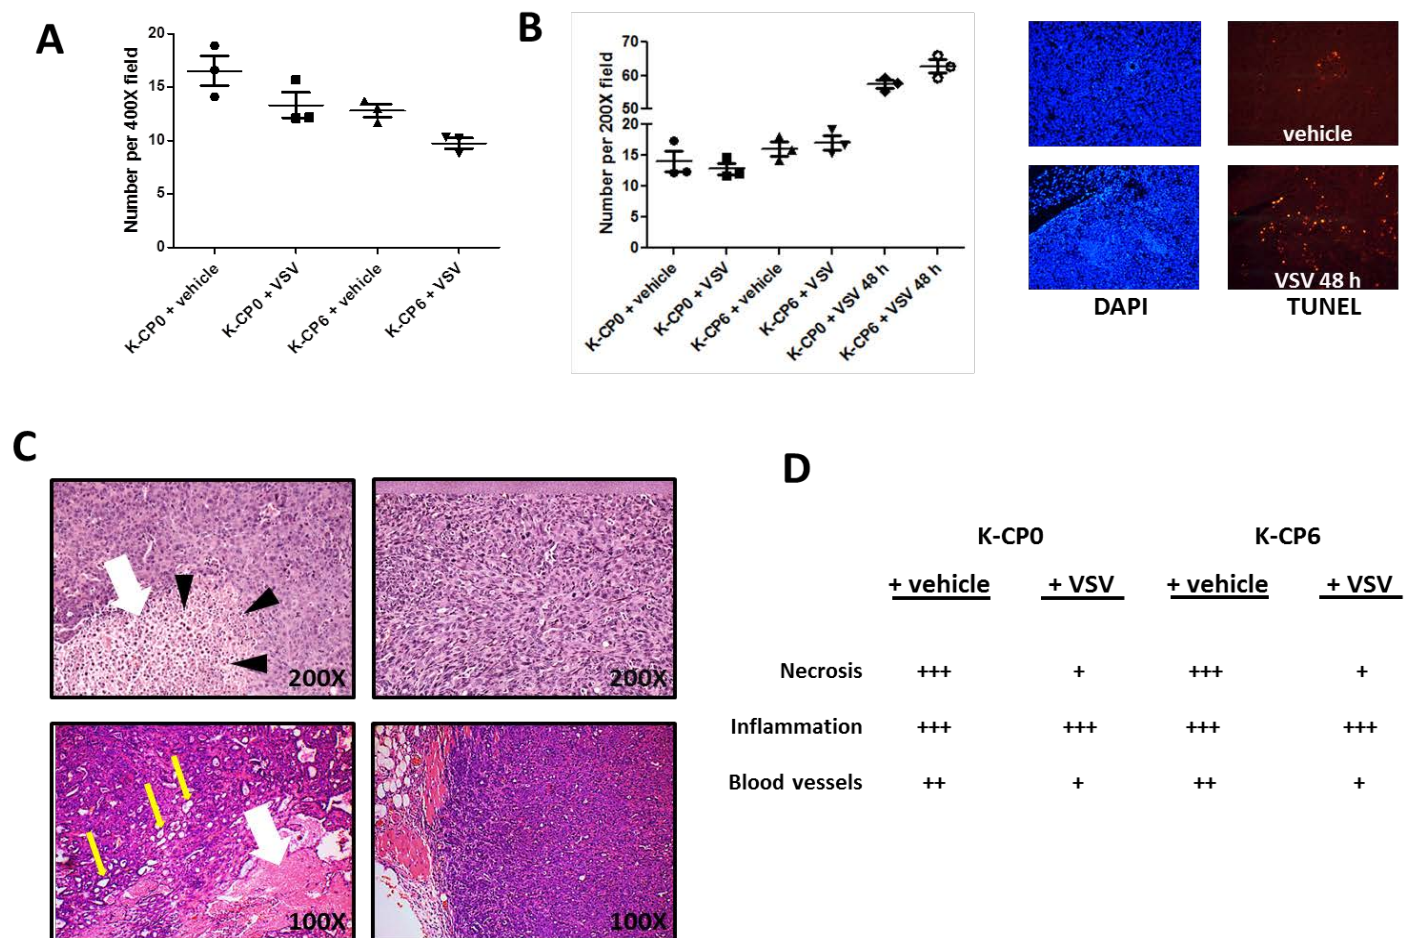 A
Number per 400X field
20
15
10
5
0
K-CP0 + vehicle
K-CP0 + VSV
K-CP6 + vehicle
K-CP6 + VSV
B
Number per 200X field
70
60
50
20
15
10
5
0
K-CP0 + vehicle
K-CP0 + VSV
K-CP6 + vehicle
K-CP6 + VSV
K-CP0 + VSV 48 h
K-CP6 + VSV 48 h
vehicle
VSV 48 h
DAPI TUNEL
C
200X 200X
100X 100X
D
K-CP0 K-CP6
+ vehicle + VSV + vehicle + VSV
Necrosis +++ + +++ +
Inflammation +++ +++ +++ +++
Blood vessels ++ + ++ +